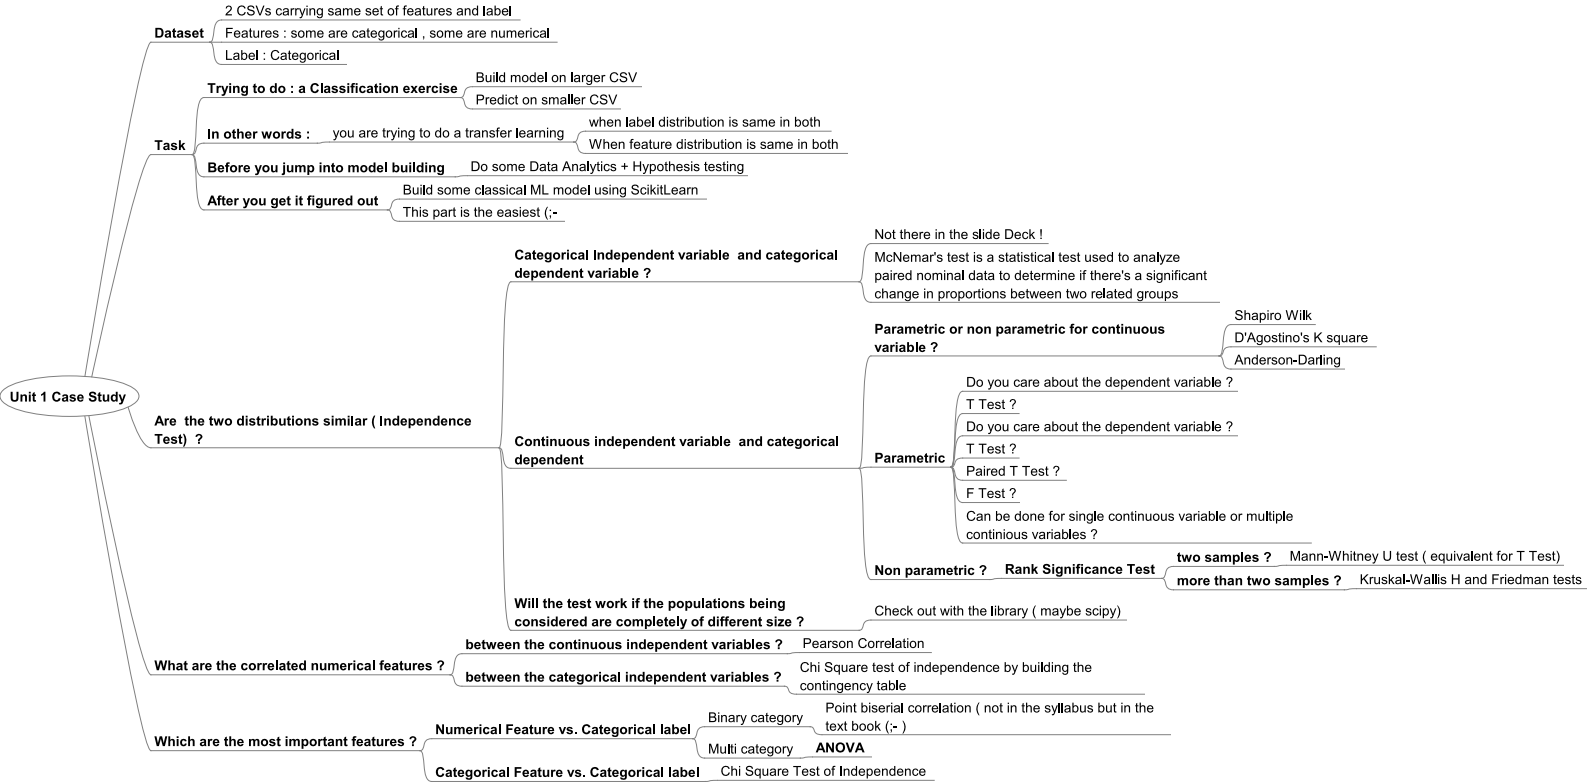 Unit 1 Case Study
Dataset
2 CSVs carrying same set of features and label
Features : some are categorical , some are numerical
Label : Categorical
Task
Trying to do : a Classification exercise
Build model on larger CSV
Predict on smaller CSV
In other words :
you are trying to do a transfer learning
when label distribution is same in both
When feature distribution is same in both
Before you jump into model building
Do some Data Analytics + Hypothesis testing
After you get it figured out
Build some classical ML model using ScikitLearn
This part is the easiest (;-
Are  the two distributions similar ( Independence
Test)  ?
Categorical Independent variable  and categorical
dependent variable ?
Not there in the slide Deck !
McNemar's test is a statistical test used to analyze
paired nominal data to determine if there's a significant
change in proportions between two related groups
Continuous independent variable  and categorical
dependent
Parametric or non parametric for continuous
variable ?
Shapiro Wilk
D'Agostino's K square
Anderson-Darling
Parametric
Do you care about the dependent variable ?
T Test ?
Do you care about the dependent variable ?
T Test ?
Paired T Test ?
F Test ?
Can be done for single continuous variable or multiple
continious variables ?
Non parametric ?
Rank Significance Test
two samples ?
Mann-Whitney U test ( equivalent for T Test)
more than two samples ?
Kruskal-Wallis H and Friedman tests
Will the test work if the populations being
considered are completely of different size ?
Check out with the library ( maybe scipy)
What are the correlated numerical features ?
between the continuous independent variables ?
Pearson Correlation
between the categorical independent variables ?
Chi Square test of independence by building the
contingency table
Which are the most important features ?
Numerical Feature vs. Categorical label
Binary category
Point biserial correlation ( not in the syllabus but in the
text book (;- )
Multi category
ANOVA
Categorical Feature vs. Categorical label
Chi Square Test of Independence